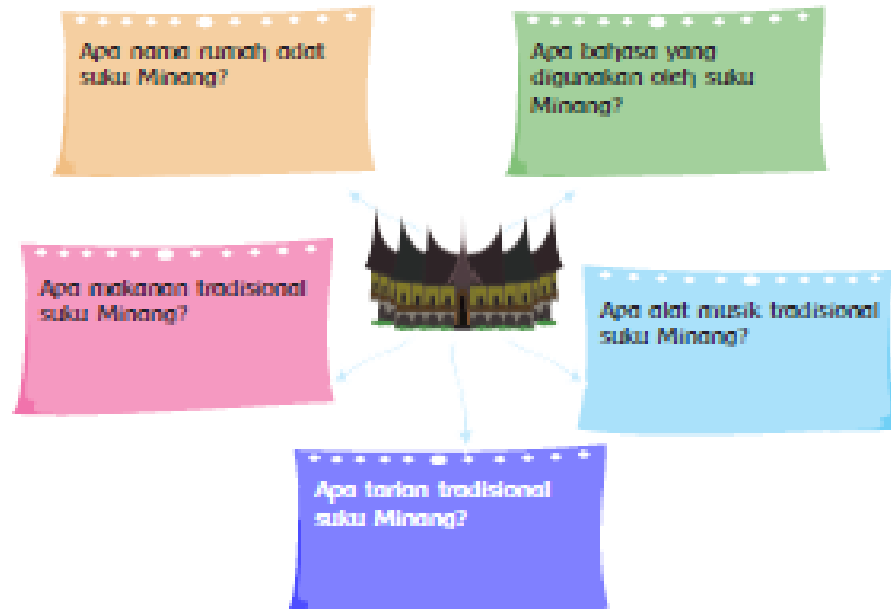 Apa nama rumah adat
suku Minang?
Apa bahasa yang
digunakan oleh suku
Minang?
Apa makanan tradisional
suku Minang?
Apa alat musik tradisional
suku Minang?
Apa tarian tradisional
suku Minang?